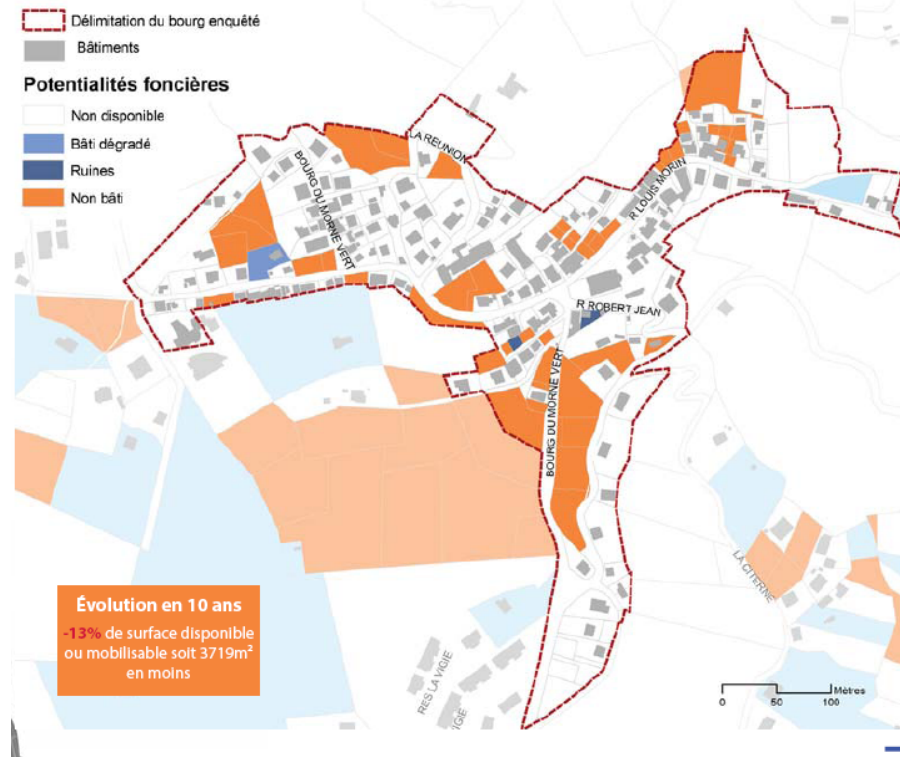 Délimitation du bourg enquêté
Bâtiments
Potentialités foncières
Non disponible
Bâti dégradé
Ruines
Non bâti
LA REUNION
BOURG DU MORNE VERT
R LOUIS MORIN
R ROBERT JEAN
BOURG DU MORNE VERT
LA CITERNE
RES LA VIGIE
VIGIE
Évolution en 10 ans
-13% de surface disponible
ou mobilisable soit 3719m²
en moins
Mètres
0 50 100